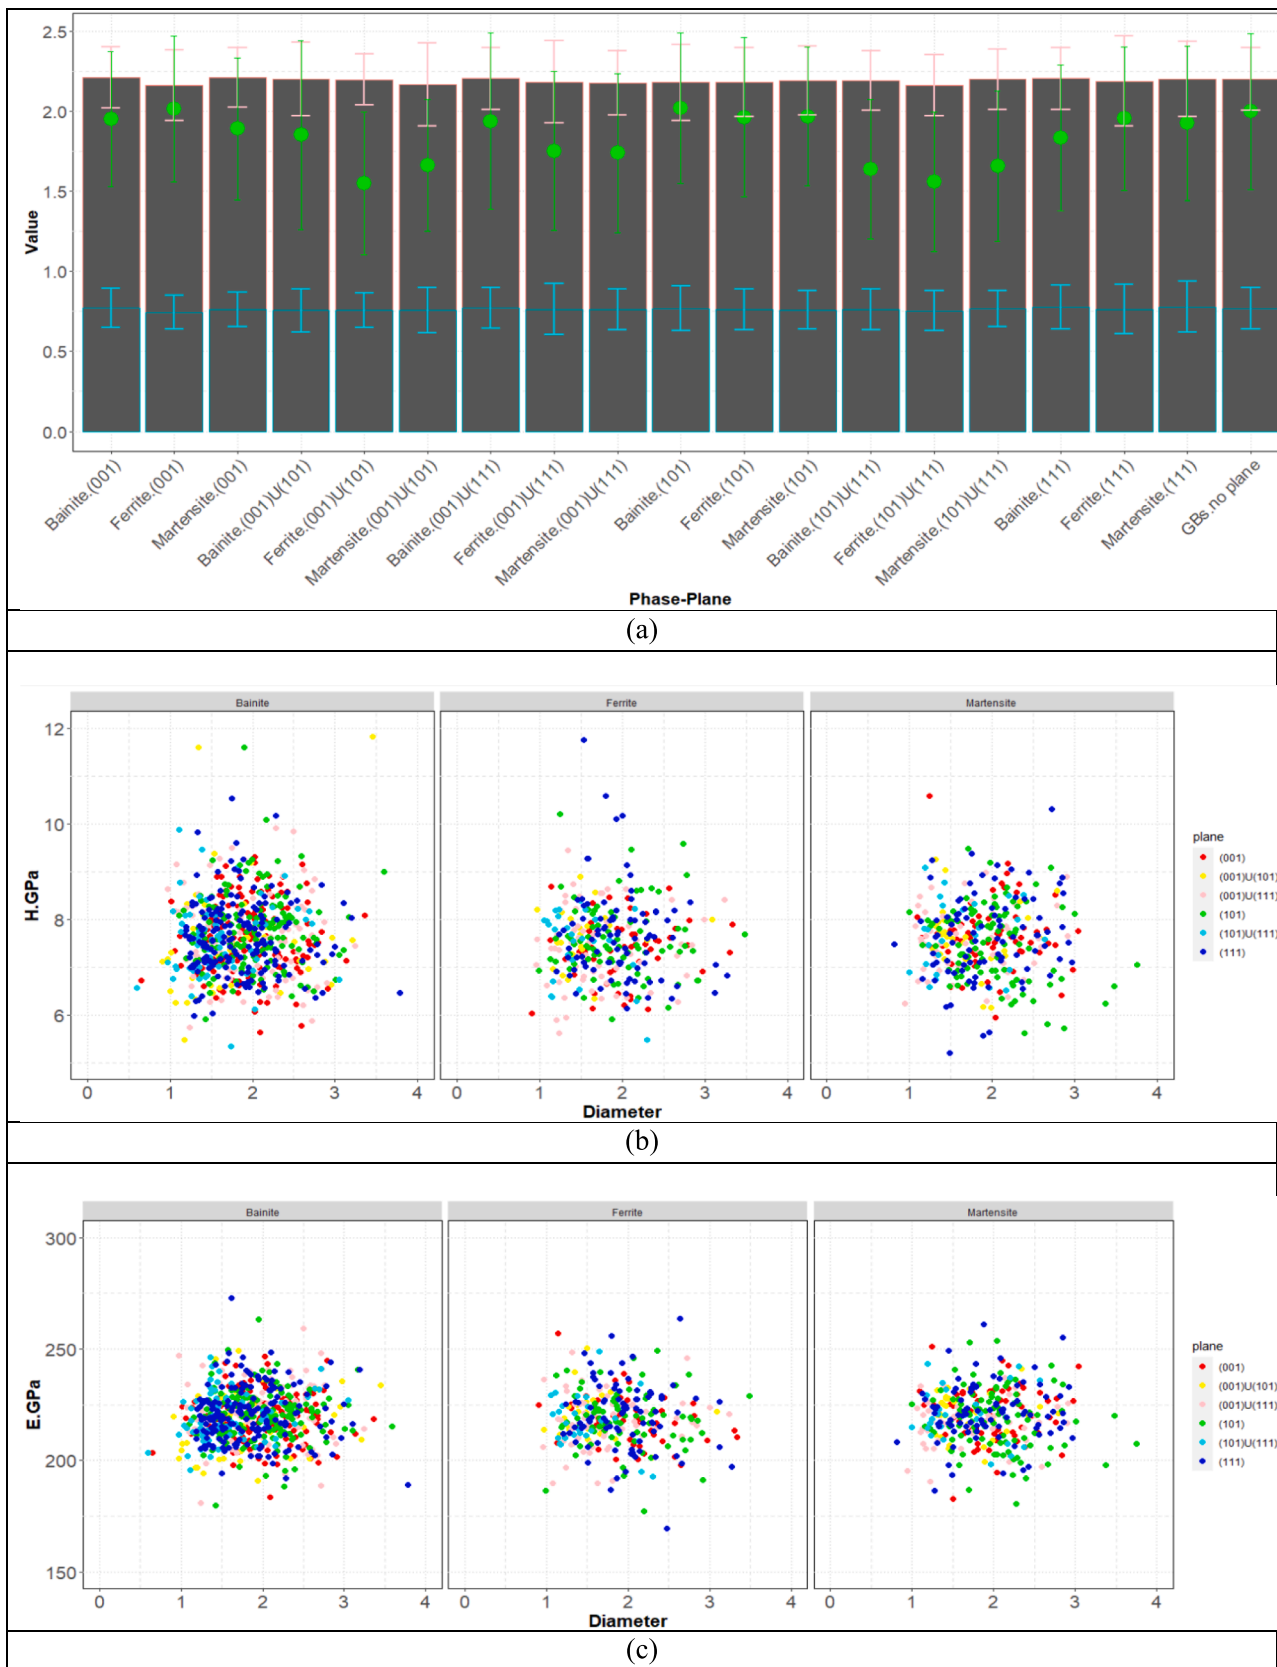 2.5
2.0
1.5
1.0
0.5
0.0
Value
Bainite.(001)
Ferrite.(001)
Martensite.(001)
Bainite.(001)U(101)
Ferrite.(001)U(101)
Martensite.(001)U(101)
Bainite.(001)U(111)
Ferrite.(001)U(111)
Martensite.(001)U(111)
Bainite.(101)
Ferrite.(101)
Martensite.(101)
Bainite.(101)U(111)
Ferrite.(101)U(111)
Martensite.(101)U(111)
Bainite.(111)
Ferrite.(111)
Martensite.(111)
GBs.no plane
Phase-Plane
(a)
Bainite Ferrite Martensite
12
10
8
6
H.GPa
0 1 2 3 4 0 1 2 3 4 0 1 2 3 4
Diameter
plane
(001)
(001)U(101)
(001)U(111)
(101)
(101)U(111)
(111)
(b)
Bainite Ferrite Martensite
300
250
200
150
E.GPa
0 1 2 3 4 0 1 2 3 4 0 1 2 3 4
Diameter
plane
(001)
(001)U(101)
(001)U(111)
(101)
(101)U(111)
(111)
(c)